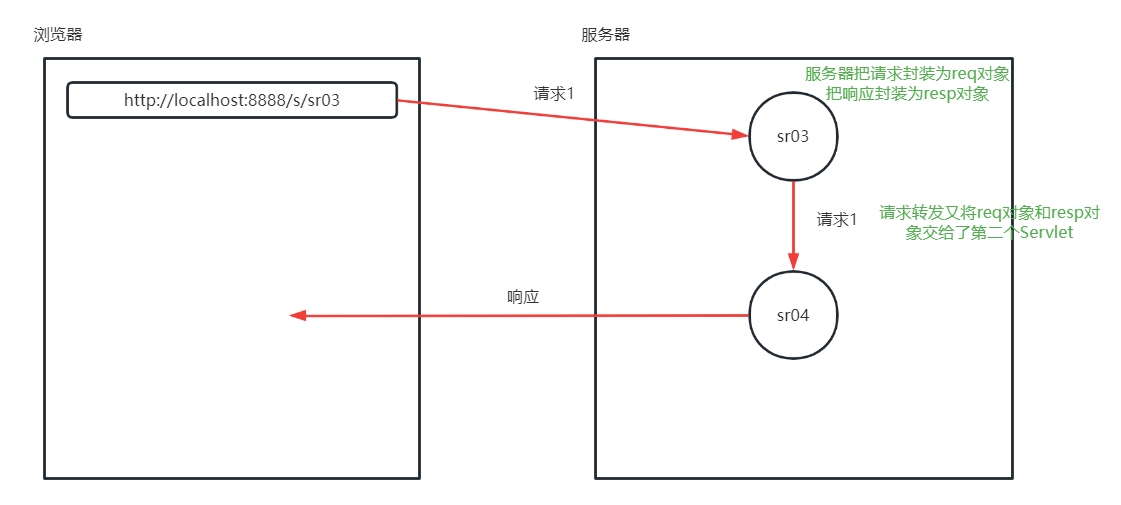 浏览器
服务器
http://localhost:8888/s/sr03
请求1
服务器把请求封装为req对象
把响应封装为resp对象
sr03
请求1
请求转发又将req对象和resp对
象交给了第二个Servlet
响应
sr04